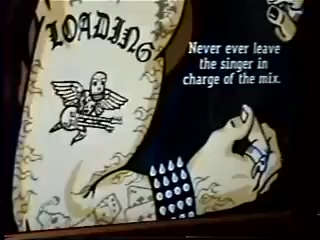 LOADING
Never ever leave
the singer in
charge of the mix.